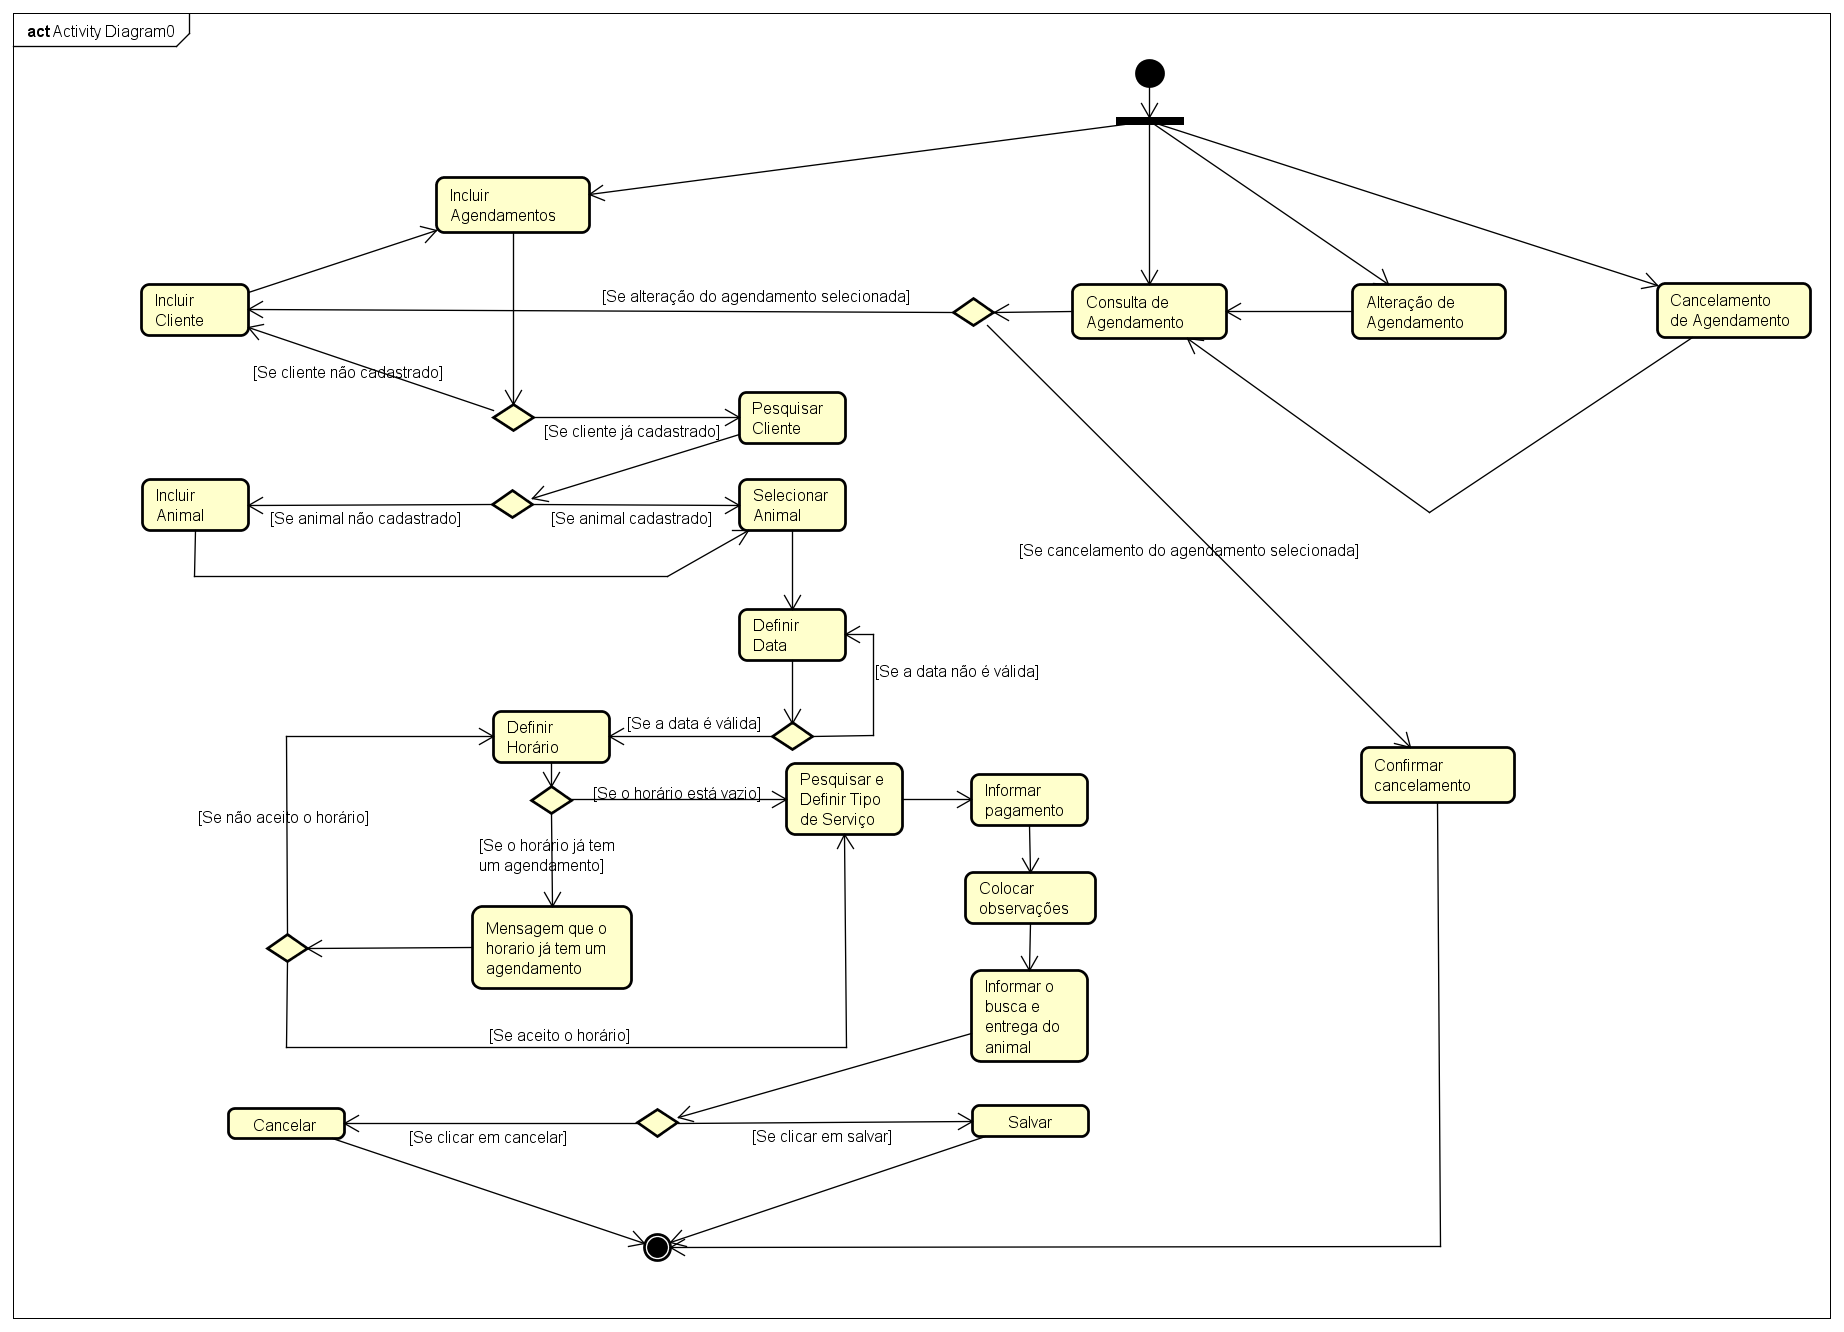 act Activity Diagram0
Incluir
Agendamentos
Incluir
Cliente
[Se alteração do agendamento selecionada]
Consulta de
Agendamento
Alteração de
Agendamento
Cancelamento
de Agendamento
[Se cliente não cadastrado]
Pesquisar
Cliente
[Se cliente já cadastrado]
Incluir
Animal
[Se animal não cadastrado]
[Se animal cadastrado]
Selecionar
Animal
[Se cancelamento do agendamento selecionada]
Definir
Data
[Se a data não é válida]
Definir
Horário
[Se a data é válida]
Pesquisar e
Definir Tipo
de Serviço
[Se o horário está vazio]
Informar
pagamento
Confirmar
cancelamento
[Se não aceito o horário]
[Se o horário já tem
um agendamento]
Colocar
observações
Mensagem que o
horario já tem um
agendamento
Informar o
busca e
entrega do
animal
[Se aceito o horário]
Cancelar
[Se clicar em cancelar]
[Se clicar em salvar]
Salvar